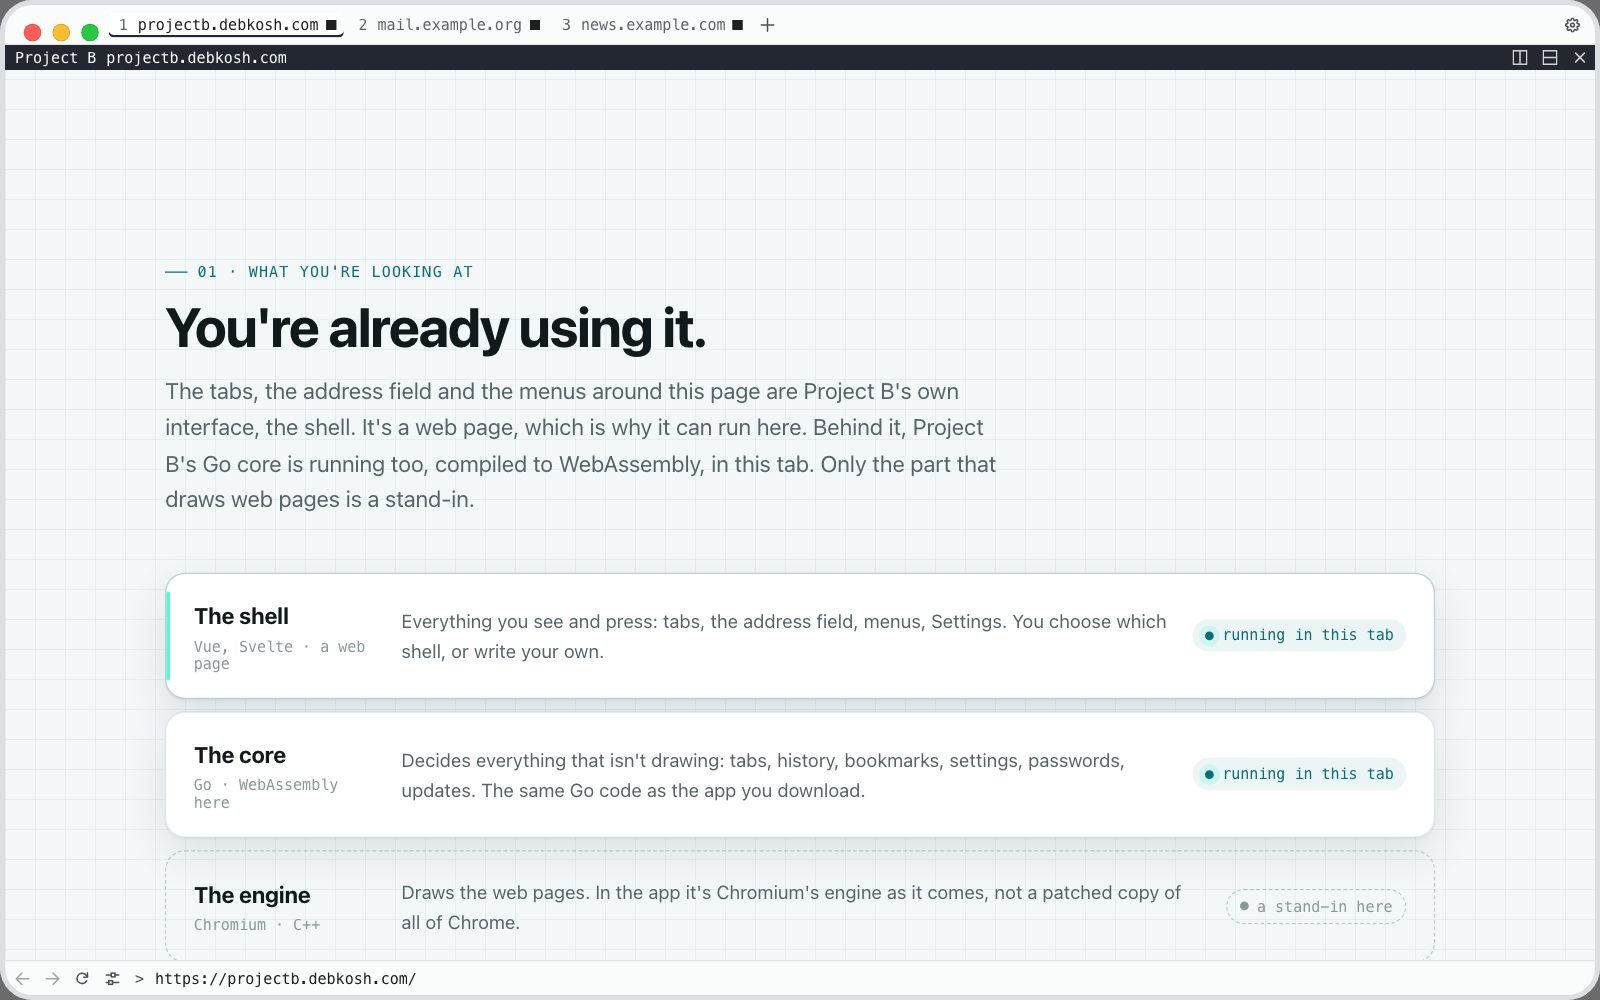 1 projectb.debkosh.com 2 mail.example.org 3 news.example.com
Project B projectb.debkosh.com
01 · WHAT YOU'RE LOOKING AT
You're already using it.
The tabs, the address field and the menus around this page are Project B's own
interface, the shell. It's a web page, which is why it can run here. Behind it, Project
B's Go core is running too, compiled to WebAssembly, in this tab. Only the part that
draws web pages is a stand-in.
The shell
Vue, Svelte · a web
page
Everything you see and press: tabs, the address field, menus, Settings. You choose which
shell, or write your own.
running in this tab
The core
Go · WebAssembly
here
Decides everything that isn't drawing: tabs, history, bookmarks, settings, passwords,
updates. The same Go code as the app you download.
running in this tab
The engine
Chromium · C++
Draws the web pages. In the app it's Chromium's engine as it comes, not a patched copy of
all of Chrome.
a stand-in here
> https://projectb.debkosh.com/